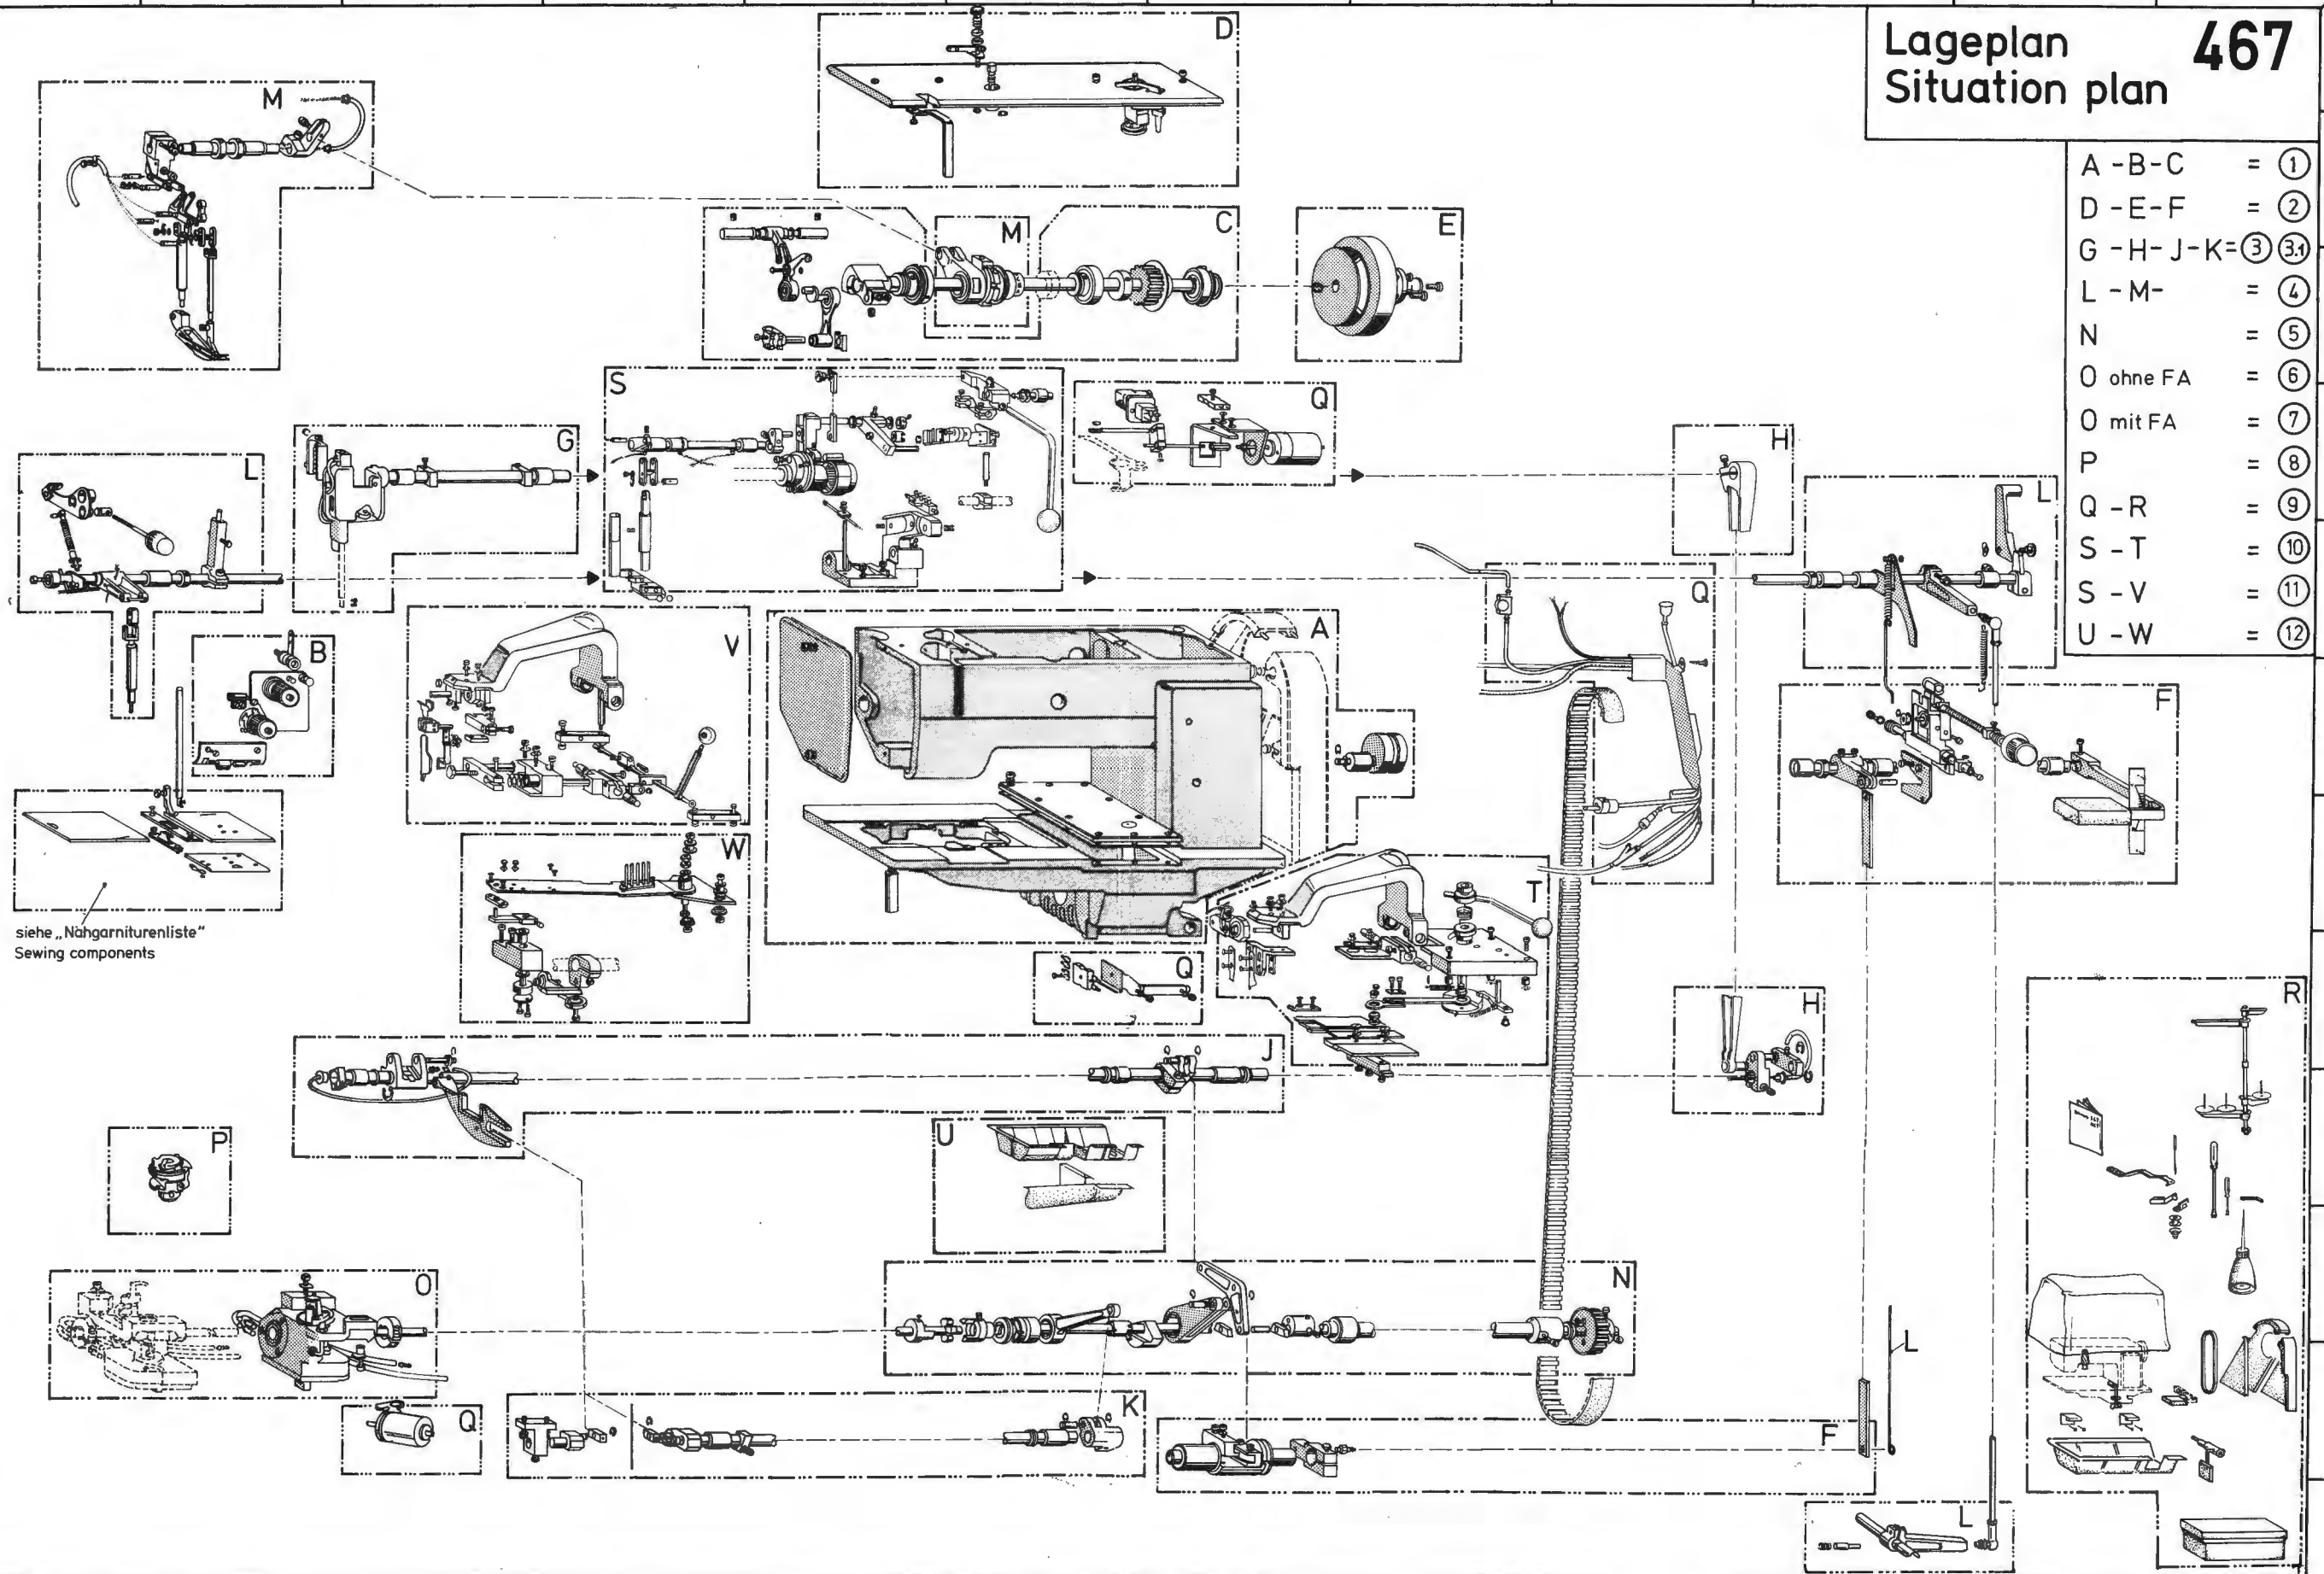 Lageplan 467
Situation plan
A - B - C = 1
D - E - F = 2
G - H - J - K = 3 3.1
L - M - = 4
N = 5
O ohne FA = 6
O mit FA = 7
P = 8
Q - R = 9
S - T = 10
S - V = 11
U - W = 12
D
M
M
C
E
S
Q
G
H
L
L
B
V
A
Q
F
W
T
siehe „Nähgarniturenliste"
Sewing components
Q
H
R
J
P
U
O
N
L
Q
K
F
L